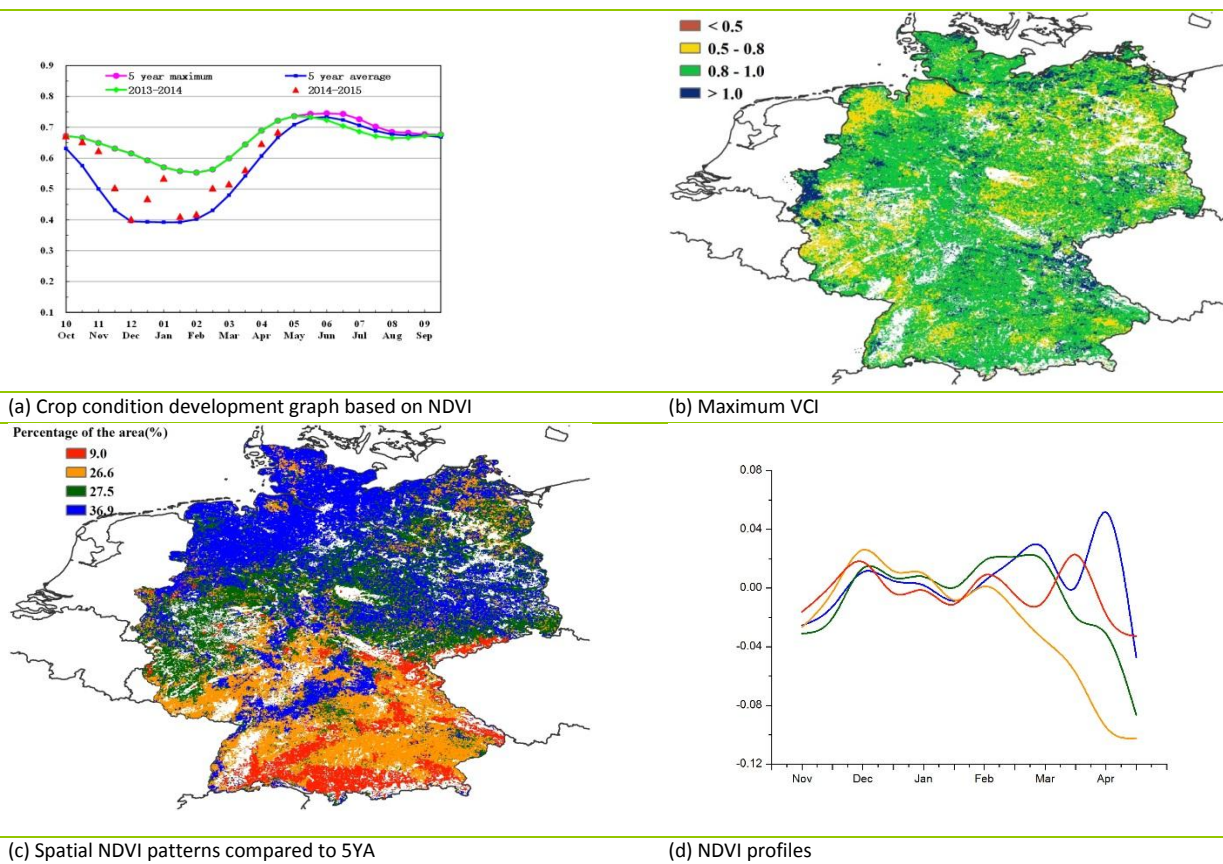 0.9
5 year maximum
5 year average
2013-2014
2014-2015
0.8
0.7
0.6
0.5
0.4
0.3
0.2
0.1
10 11 12 01 02 03 04 05 06 07 08 09
Oct Nov Dec Jan Feb Mar Apr May Jun Jul Aug Sep
< 0.5
0.5 - 0.8
0.8 - 1.0
> 1.0
(a) Crop condition development graph based on NDVI
(b) Maximum VCI
Percentage of the area(%)
9.0
26.6
27.5
36.9
0.08
0.04
0.00
-0.04
-0.08
-0.12
Nov Dec Jan Feb Mar Apr
(c) Spatial NDVI patterns compared to 5YA
(d) NDVI profiles